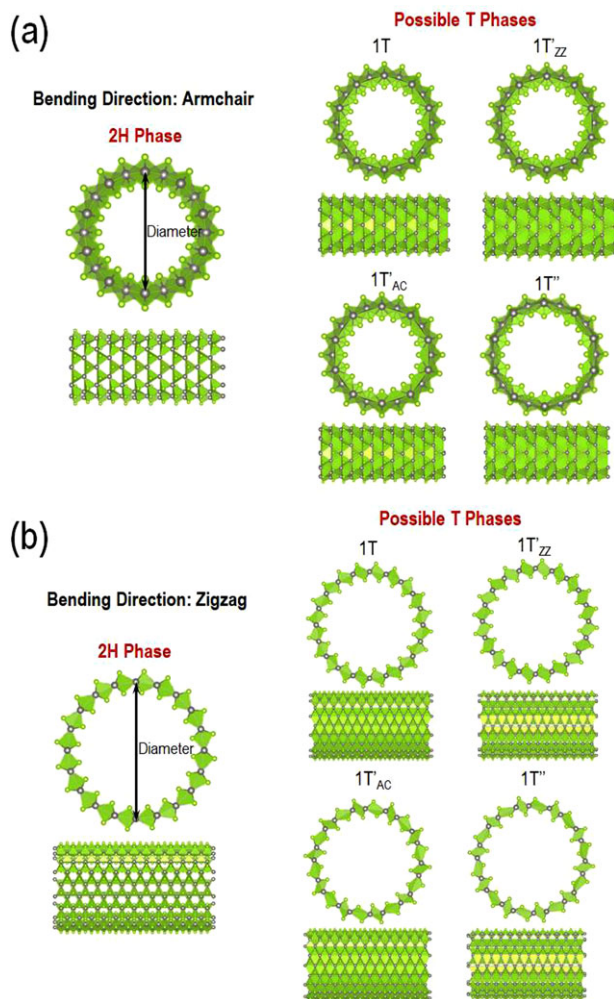 (a)
Possible T Phases
1T
1T'ZZ
Bending Direction: Armchair
2H Phase
Diameter
1T'AC
1T''
(b)
Possible T Phases
1T
1T'ZZ
Bending Direction: Zigzag
2H Phase
Diameter
1T'AC
1T''